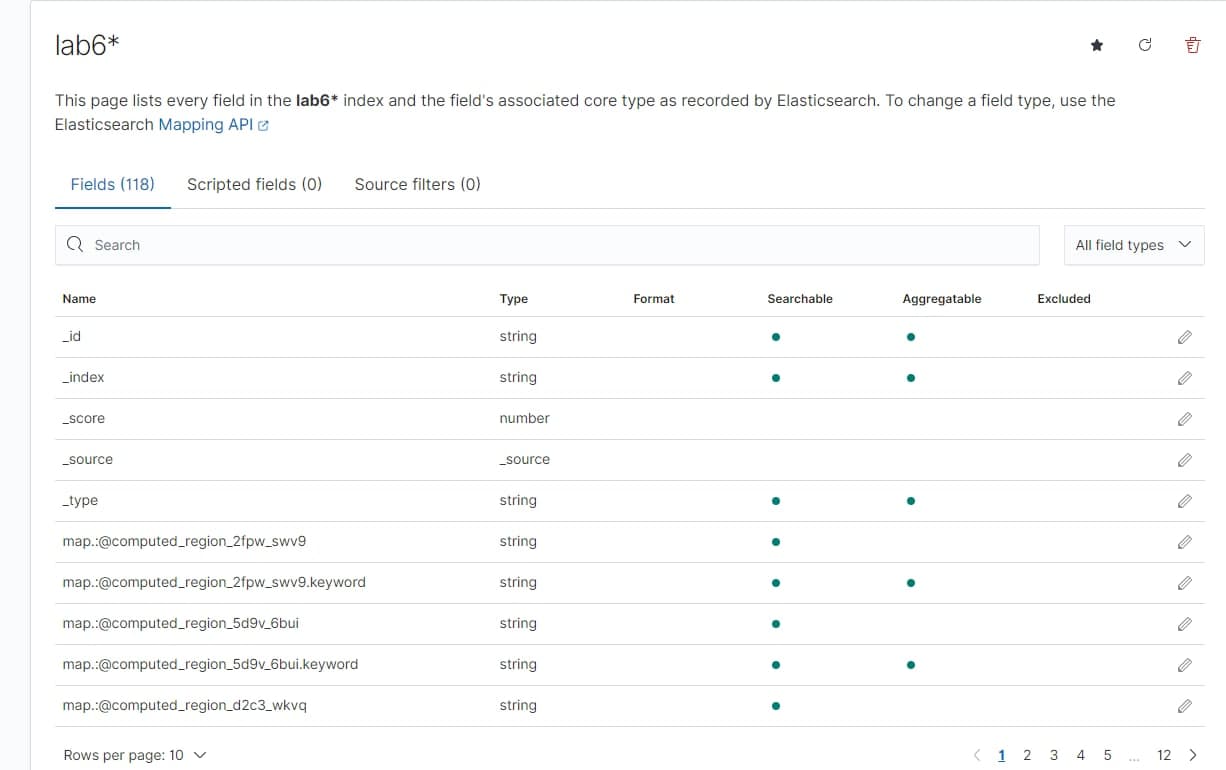 lab6*
This page lists every field in the lab6* index and the field's associated core type as recorded by Elasticsearch. To change a field type, use the
Elasticsearch Mapping API
Fields (118) Scripted fields (0) Source filters (0)
Search All field types
Name Type Format Searchable Aggregatable Excluded
_id string
_index string
_score number
_source _source
_type string
map.:@computed_region_2fpw_swv9 string
map.:@computed_region_2fpw_swv9.keyword string
map.:@computed_region_5d9v_6bui string
map.:@computed_region_5d9v_6bui.keyword string
map.:@computed_region_d2c3_wkvq string
Rows per page: 10 1 2 3 4 5 ... 12